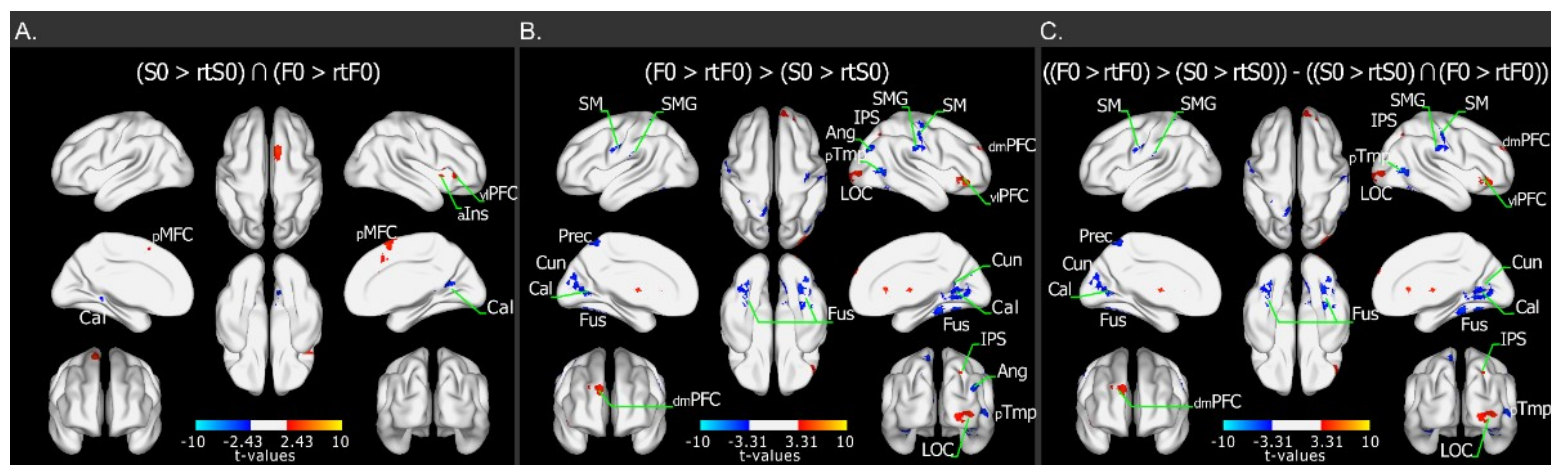 A.
(S0 > rtS0) ∩ (F0 > rtF0)
vlPFC
aIns
pMFC
pMFC
Cal
Cal
-10 -2.43 2.43 10
t-values
B.
(F0 > rtF0) > (S0 > rtS0)
SM SMG
SMG SM
IPS
Ang
pTmp
dmPFC
LOC
vlPFC
Prec
Cun
Cun
Cal
Cal
Fus
Fus
IPS
Ang
dmPFC
pTmp
-10 -3.31 3.31 10
LOC
t-values
C.
((F0 > rtF0) > (S0 > rtS0)) - ((S0 > rtS0) ∩ (F0 > rtF0))
SM SMG
SMG SM
IPS
dmPFC
pTmp
LOC
vlPFC
Prec
Cun
Cun
Cal
Cal
Fus
Fus
Fus
IPS
dmPFC
pTmp
-10 -3.31 3.31 10
LOC
t-values